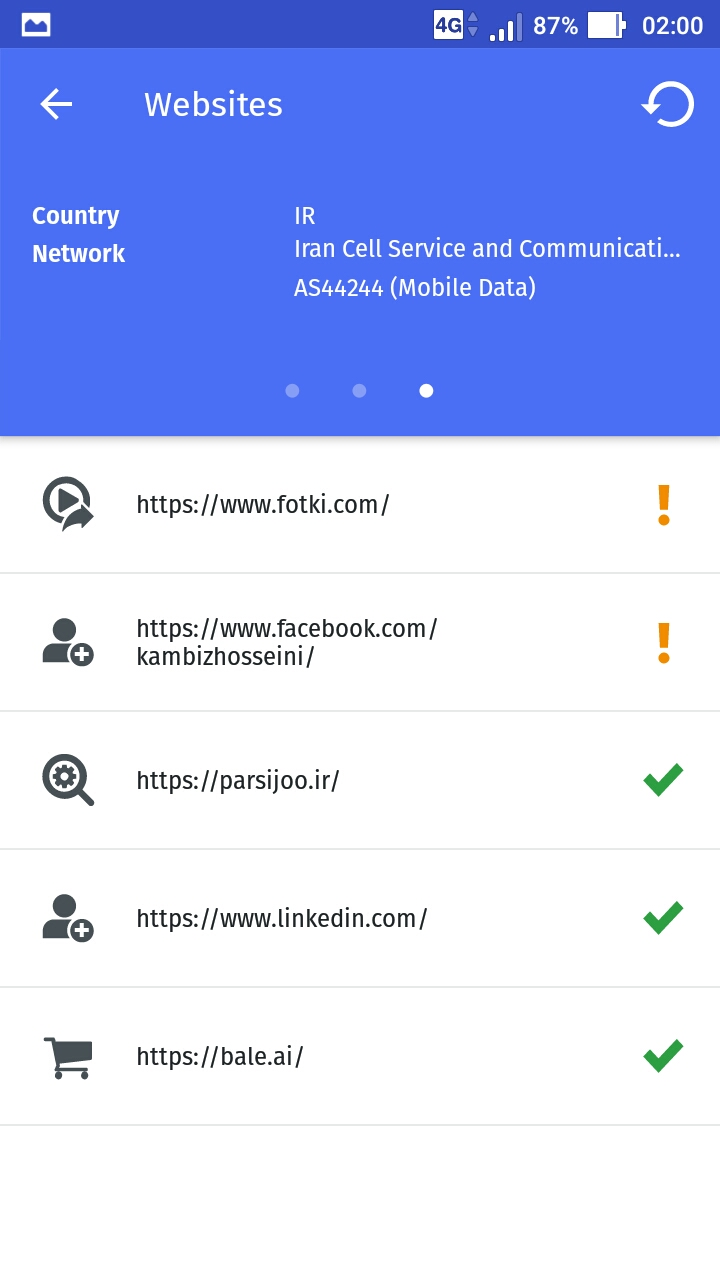 4G 87% 02:00
Websites
Country IR
Network Iran Cell Service and Communicati...
AS44244 (Mobile Data)
https://www.fotki.com/
https://www.facebook.com/
kambizhosseini/
https://parsijoo.ir/
https://www.linkedin.com/
https://bale.ai/